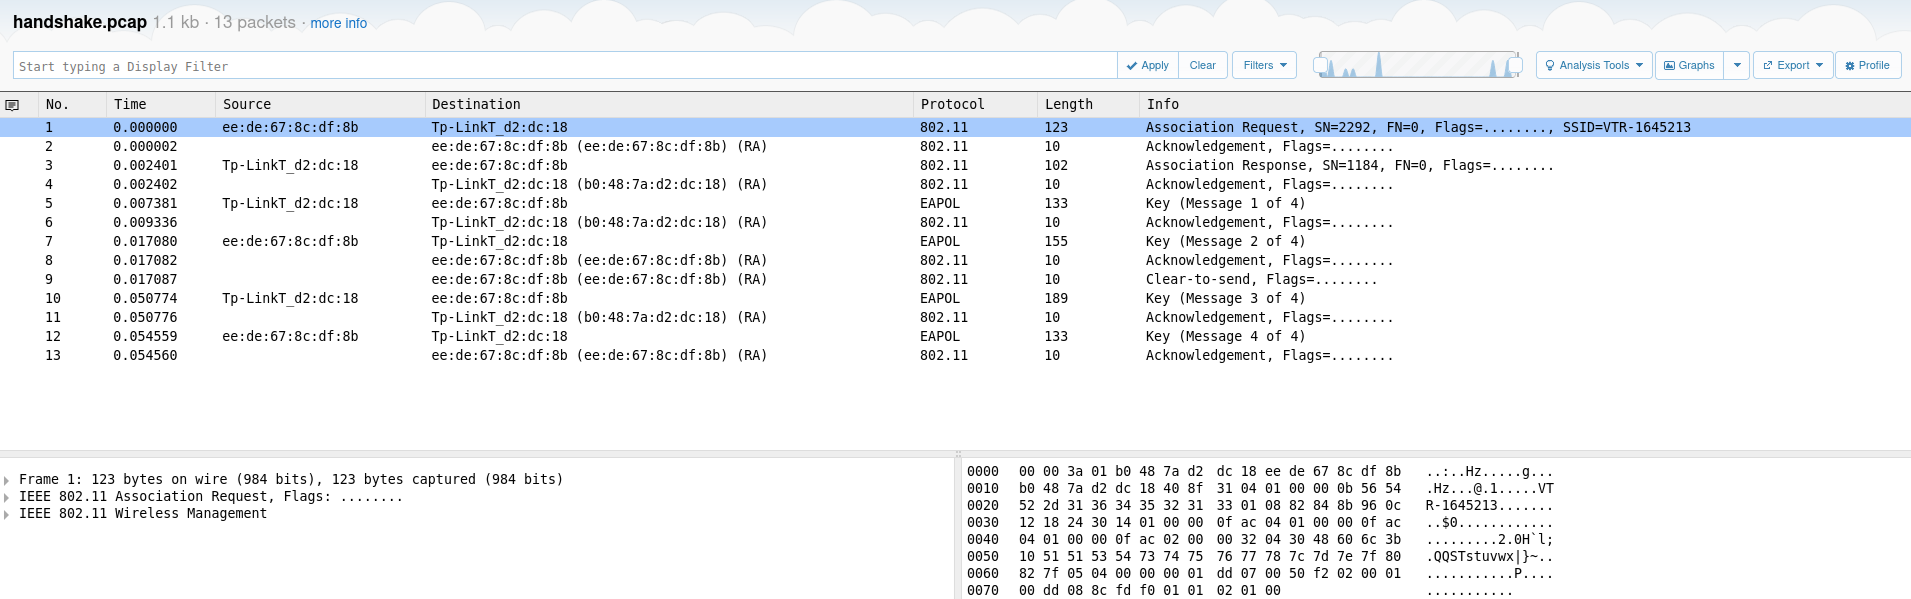 handshake.pcap 1.1 kb · 13 packets · more info
Start typing a Display Filter Apply Clear Filters Analysis Tools Graphs Export Profile
No. Time Source Destination Protocol Length Info
1 0.000000 ee:de:67:8c:df:8b Tp-LinkT_d2:dc:18 802.11 123 Association Request, SN=2292, FN=0, Flags=........, SSID=VTR-1645213
2 0.000002 ee:de:67:8c:df:8b (ee:de:67:8c:df:8b) (RA) 802.11 10 Acknowledgement, Flags=........
3 0.002401 Tp-LinkT_d2:dc:18 ee:de:67:8c:df:8b 802.11 102 Association Response, SN=1184, FN=0, Flags=........
4 0.002402 Tp-LinkT_d2:dc:18 (b0:48:7a:d2:dc:18) (RA) 802.11 10 Acknowledgement, Flags=........
5 0.007381 Tp-LinkT_d2:dc:18 ee:de:67:8c:df:8b EAPOL 133 Key (Message 1 of 4)
6 0.009336 Tp-LinkT_d2:dc:18 (b0:48:7a:d2:dc:18) (RA) 802.11 10 Acknowledgement, Flags=........
7 0.017080 ee:de:67:8c:df:8b Tp-LinkT_d2:dc:18 EAPOL 155 Key (Message 2 of 4)
8 0.017082 ee:de:67:8c:df:8b (ee:de:67:8c:df:8b) (RA) 802.11 10 Acknowledgement, Flags=........
9 0.017087 ee:de:67:8c:df:8b (ee:de:67:8c:df:8b) (RA) 802.11 10 Clear-to-send, Flags=........
10 0.050774 Tp-LinkT_d2:dc:18 ee:de:67:8c:df:8b EAPOL 189 Key (Message 3 of 4)
11 0.050776 Tp-LinkT_d2:dc:18 (b0:48:7a:d2:dc:18) (RA) 802.11 10 Acknowledgement, Flags=........
12 0.054559 ee:de:67:8c:df:8b Tp-LinkT_d2:dc:18 EAPOL 133 Key (Message 4 of 4)
13 0.054560 ee:de:67:8c:df:8b (ee:de:67:8c:df:8b) (RA) 802.11 10 Acknowledgement, Flags=........
Frame 1: 123 bytes on wire (984 bits), 123 bytes captured (984 bits)
IEEE 802.11 Association Request, Flags: ........
IEEE 802.11 Wireless Management
0000 00 00 3a 01 b0 48 7a d2 dc 18 ee de 67 8c df 8b ..:..Hz.....g...
0010 b0 48 7a d2 dc 18 40 8f 31 04 01 00 00 0b 56 54 .Hz...@.1.....VT
0020 52 2d 31 36 34 35 32 31 33 01 08 82 84 8b 96 0c R-1645213.......
0030 12 18 24 30 14 01 00 00 0f ac 04 01 00 00 0f ac ..$0............
0040 04 01 00 00 0f ac 02 00 00 32 04 30 48 60 6c 3b .........2.0H`l;
0050 10 51 51 53 54 73 74 75 76 77 78 7c 7d 7e 7f 80 .QQSTstuvwx|}~..
0060 82 7f 05 04 00 00 00 01 dd 07 00 50 f2 02 00 01 ...........P....
0070 00 dd 08 8c fd f0 01 01 02 01 00 ...........